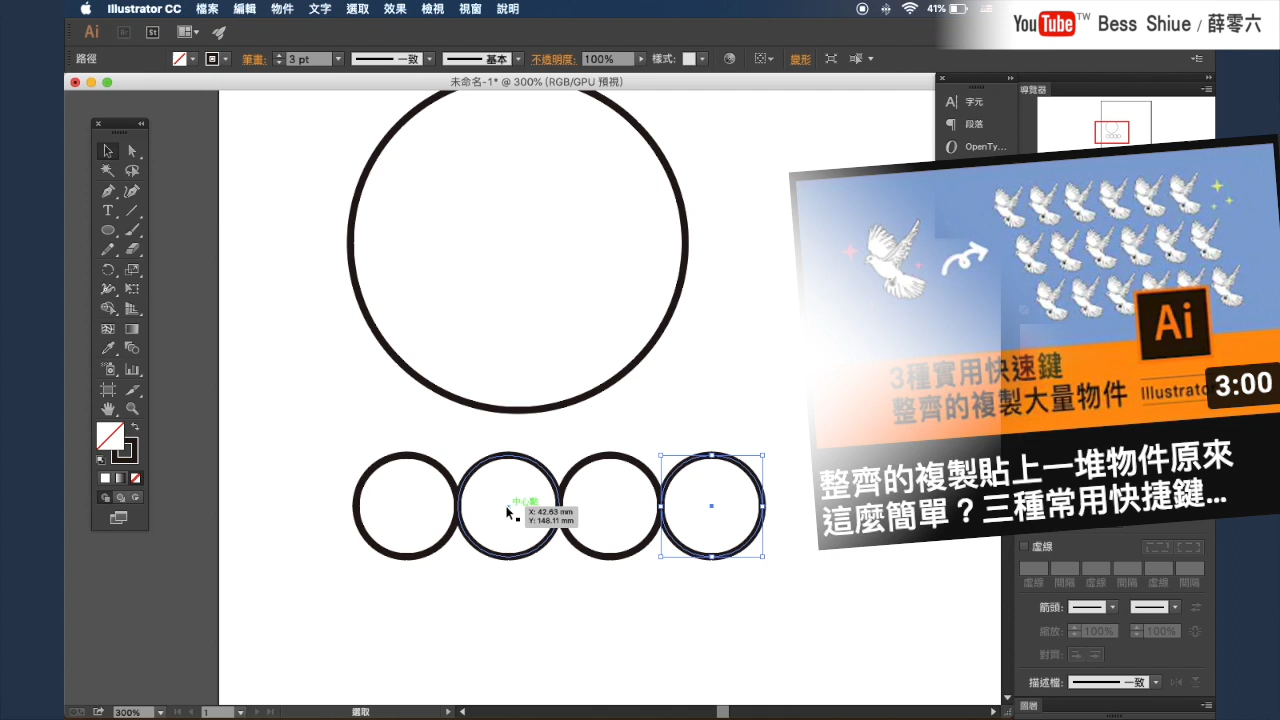 Illustrator CC 檔案 編輯 物件 文字 選取 效果 檢視 視窗 說明
41%
YouTube TW Bess Shiue / 薛零六
Ai Br St
路徑 筆畫: 3 pt 一致 基本 不透明度: 100% 樣式: 變形
未命名-1* @ 300% (RGB/GPU 預視)
字元
段落
OpenTy...
導覽器
Ai
3種實用快速鍵
整齊的複製大量物件
Illustrator
3:00
整齊的複製貼上一堆物件原來
這麼簡單？三種常用快捷鍵...
中心點
X: 42.63 mm
Y: 148.11 mm
虛線
虛線 間隔 虛線 間隔 虛線 間隔
箭頭:
縮放: 100% 100%
對齊:
描述檔: 一致
圖層
300% 1 選取